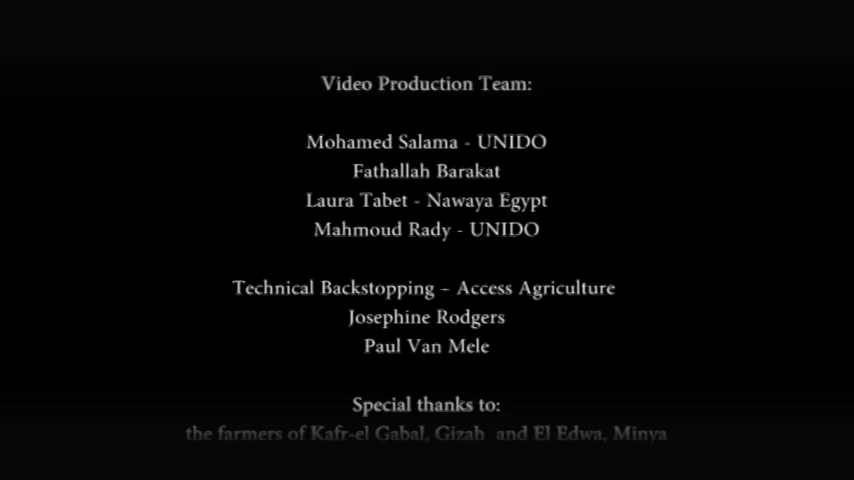 Video Production Team:
Mohamed Salama - UNIDO
Fathallah Barakat
Laura Tabet - Nawaya Egypt
Mahmoud Rady - UNIDO
Technical Backstopping – Access Agriculture
Josephine Rodgers
Paul Van Mele
Special thanks to:
the farmers of Kafr-el Gabal, Gizah and El Edwa, Minya